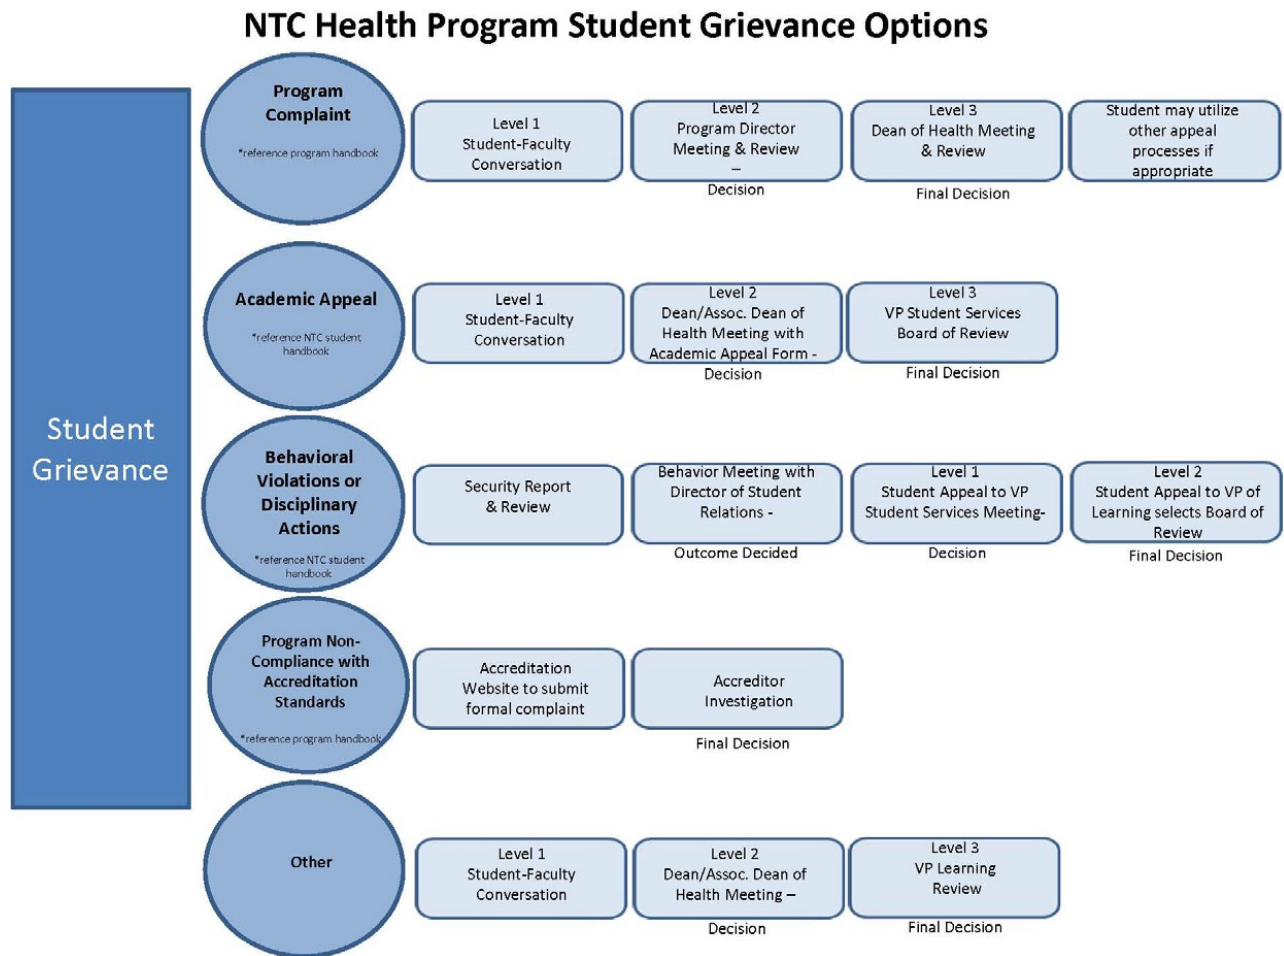 NTC Health Program Student Grievance Options
Student
Grievance
Program
Complaint
*reference program handbook
Level 1
Student-Faculty
Conversation
Level 2
Program Director
Meeting & Review
–
Decision
Level 3
Dean of Health Meeting
& Review
Final Decision
Student may utilize
other appeal
processes if
appropriate
Academic Appeal
*reference NTC student
handbook
Level 1
Student-Faculty
Conversation
Level 2
Dean/Assoc. Dean of
Health Meeting with
Academic Appeal Form -
Decision
Level 3
VP Student Services
Board of Review
Final Decision
Behavioral
Violations or
Disciplinary
Actions
*reference NTC student
handbook
Security Report
& Review
Behavior Meeting with
Director of Student
Relations -
Outcome Decided
Level 1
Student Appeal to VP
Student Services Meeting-
Decision
Level 2
Student Appeal to VP of
Learning selects Board of
Review
Final Decision
Program Non-
Compliance with
Accreditation
Standards
*reference program handbook
Accreditation
Website to submit
formal complaint
Accreditor
Investigation
Final Decision
Other
Level 1
Student-Faculty
Conversation
Level 2
Dean/Assoc. Dean of
Health Meeting –
Decision
Level 3
VP Learning
Review
Final Decision